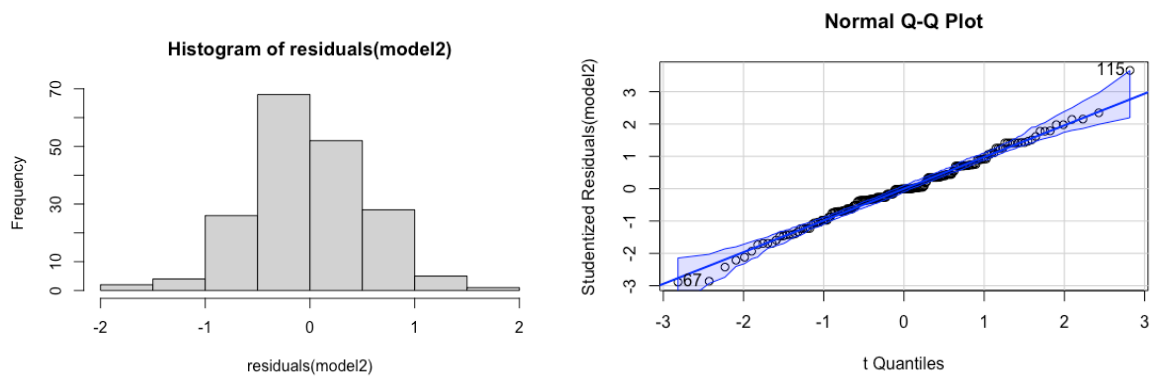 Histogram of residuals(model2)
Frequency
70
50
30
10
0
-2 -1 0 1 2
residuals(model2)
Normal Q-Q Plot
Studentized Residuals(model2)
3
2
1
0
-1
-2
-3
115
67
-3 -2 -1 0 1 2 3
t Quantiles